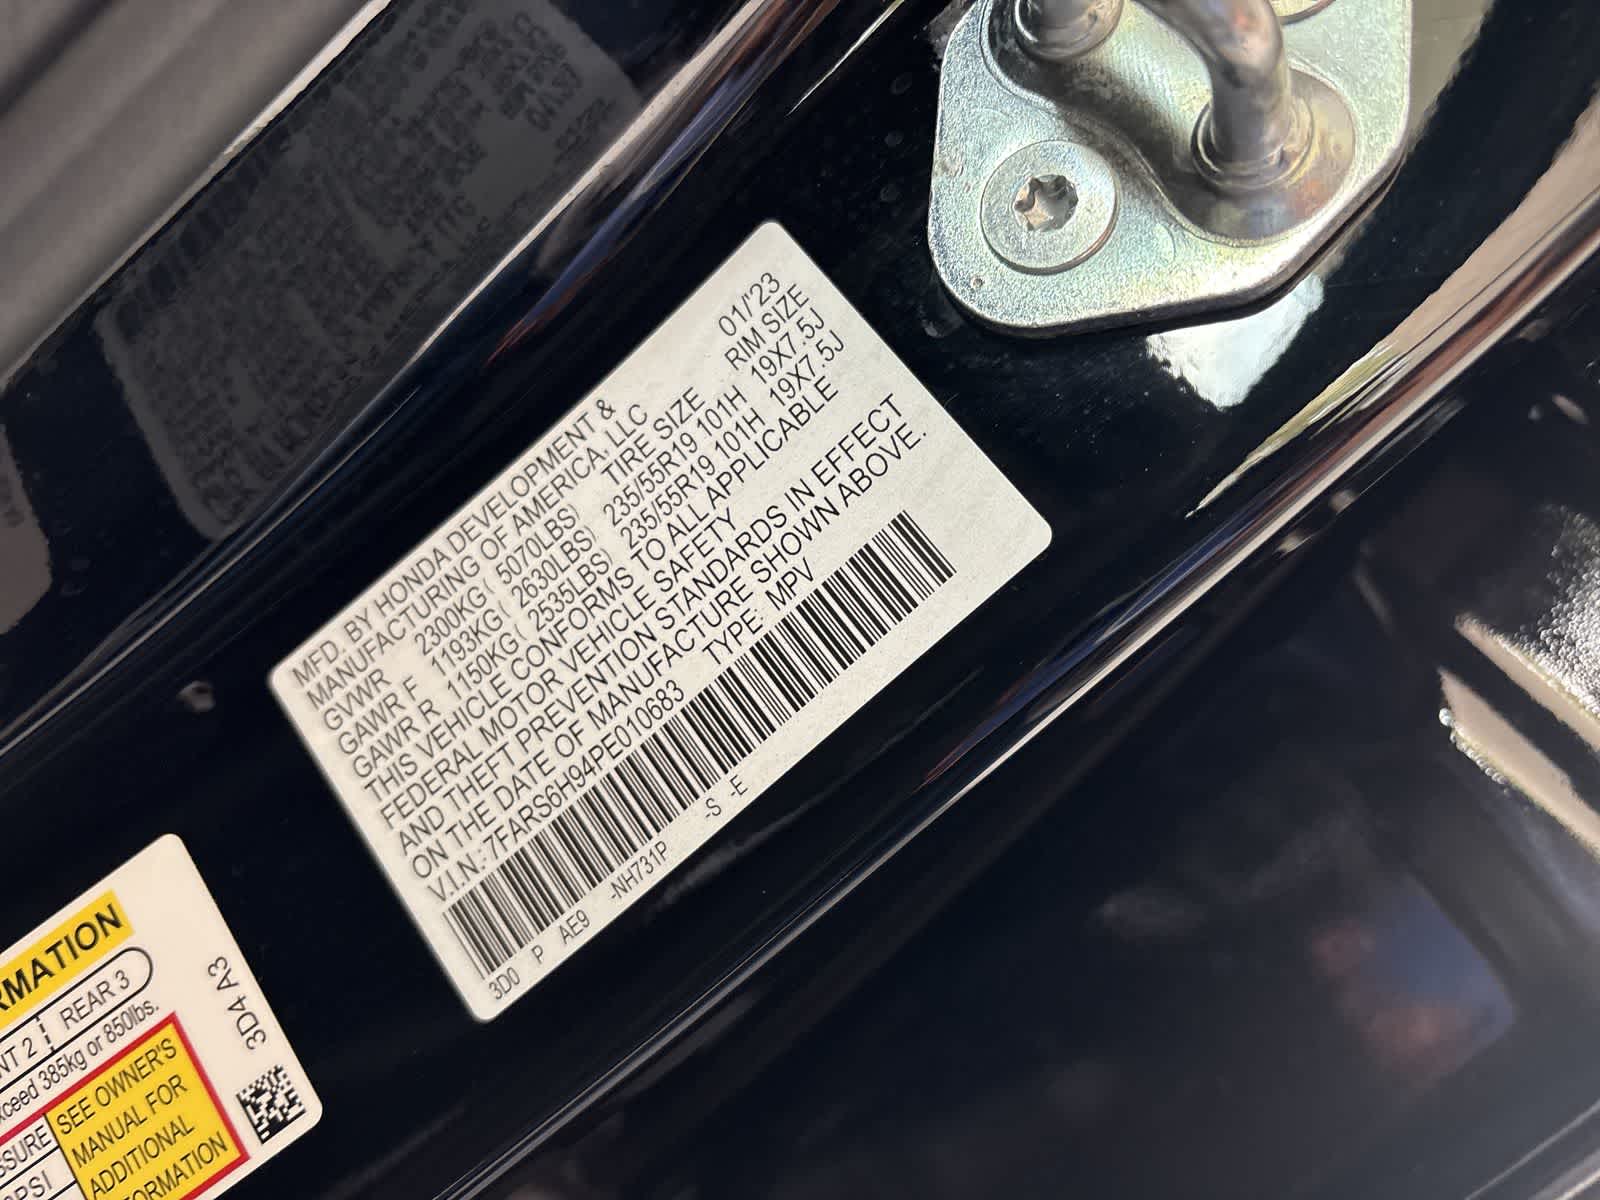 MFD. BY HONDA DEVELOPMENT &
MANUFACTURING OF AMERICA, LLC 01/'23
GVWR 2300KG( 5070LBS) TIRE SIZE RIM SIZE
GAWR F 1193KG( 2630LBS) 235/55R19 101H 19X7.5J
GAWR R 1150KG( 2535LBS) 235/55R19 101H 19X7.5J
THIS VEHICLE CONFORMS TO ALL APPLICABLE
FEDERAL MOTOR VEHICLE SAFETY
AND THEFT PREVENTION STANDARDS IN EFFECT
ON THE DATE OF MANUFACTURE SHOWN ABOVE.
V.I.N.:7FARS6H94PE010683 TYPE: MPV
3D0 P AE9 -NH731P -S -E
RMATION
NT 2 REAR 3
xceed 385kg or 850lbs.
SSURE
PSI
SEE OWNER'S
MANUAL FOR
ADDITIONAL
FORMATION
3D4 A3